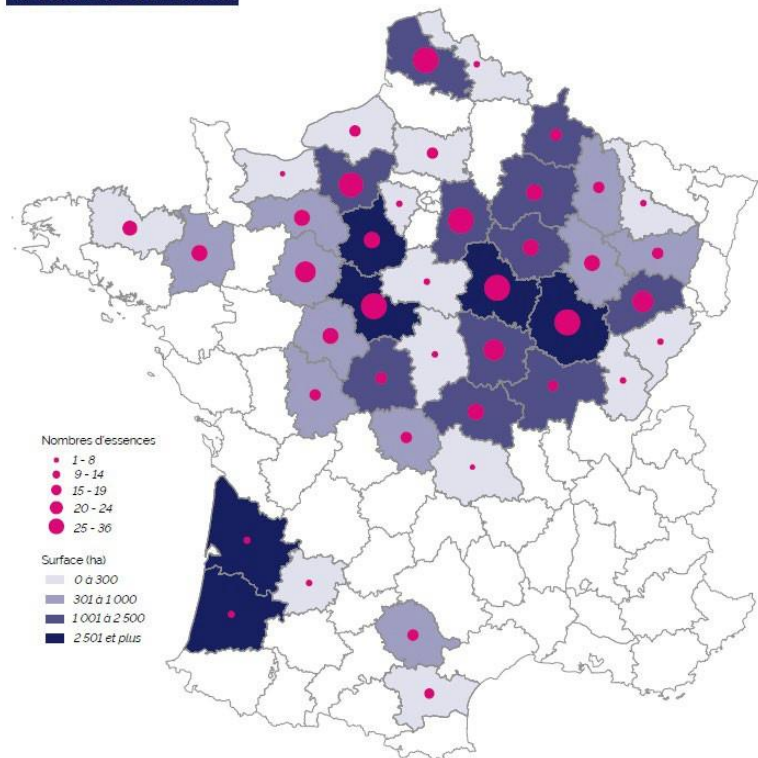 Nombres d'essences
1 - 8
9 - 14
15 - 19
20 - 24
25 - 36
Surface (ha)
0 à 300
301 à 1 000
1 001 à 2 500
2 501 et plus